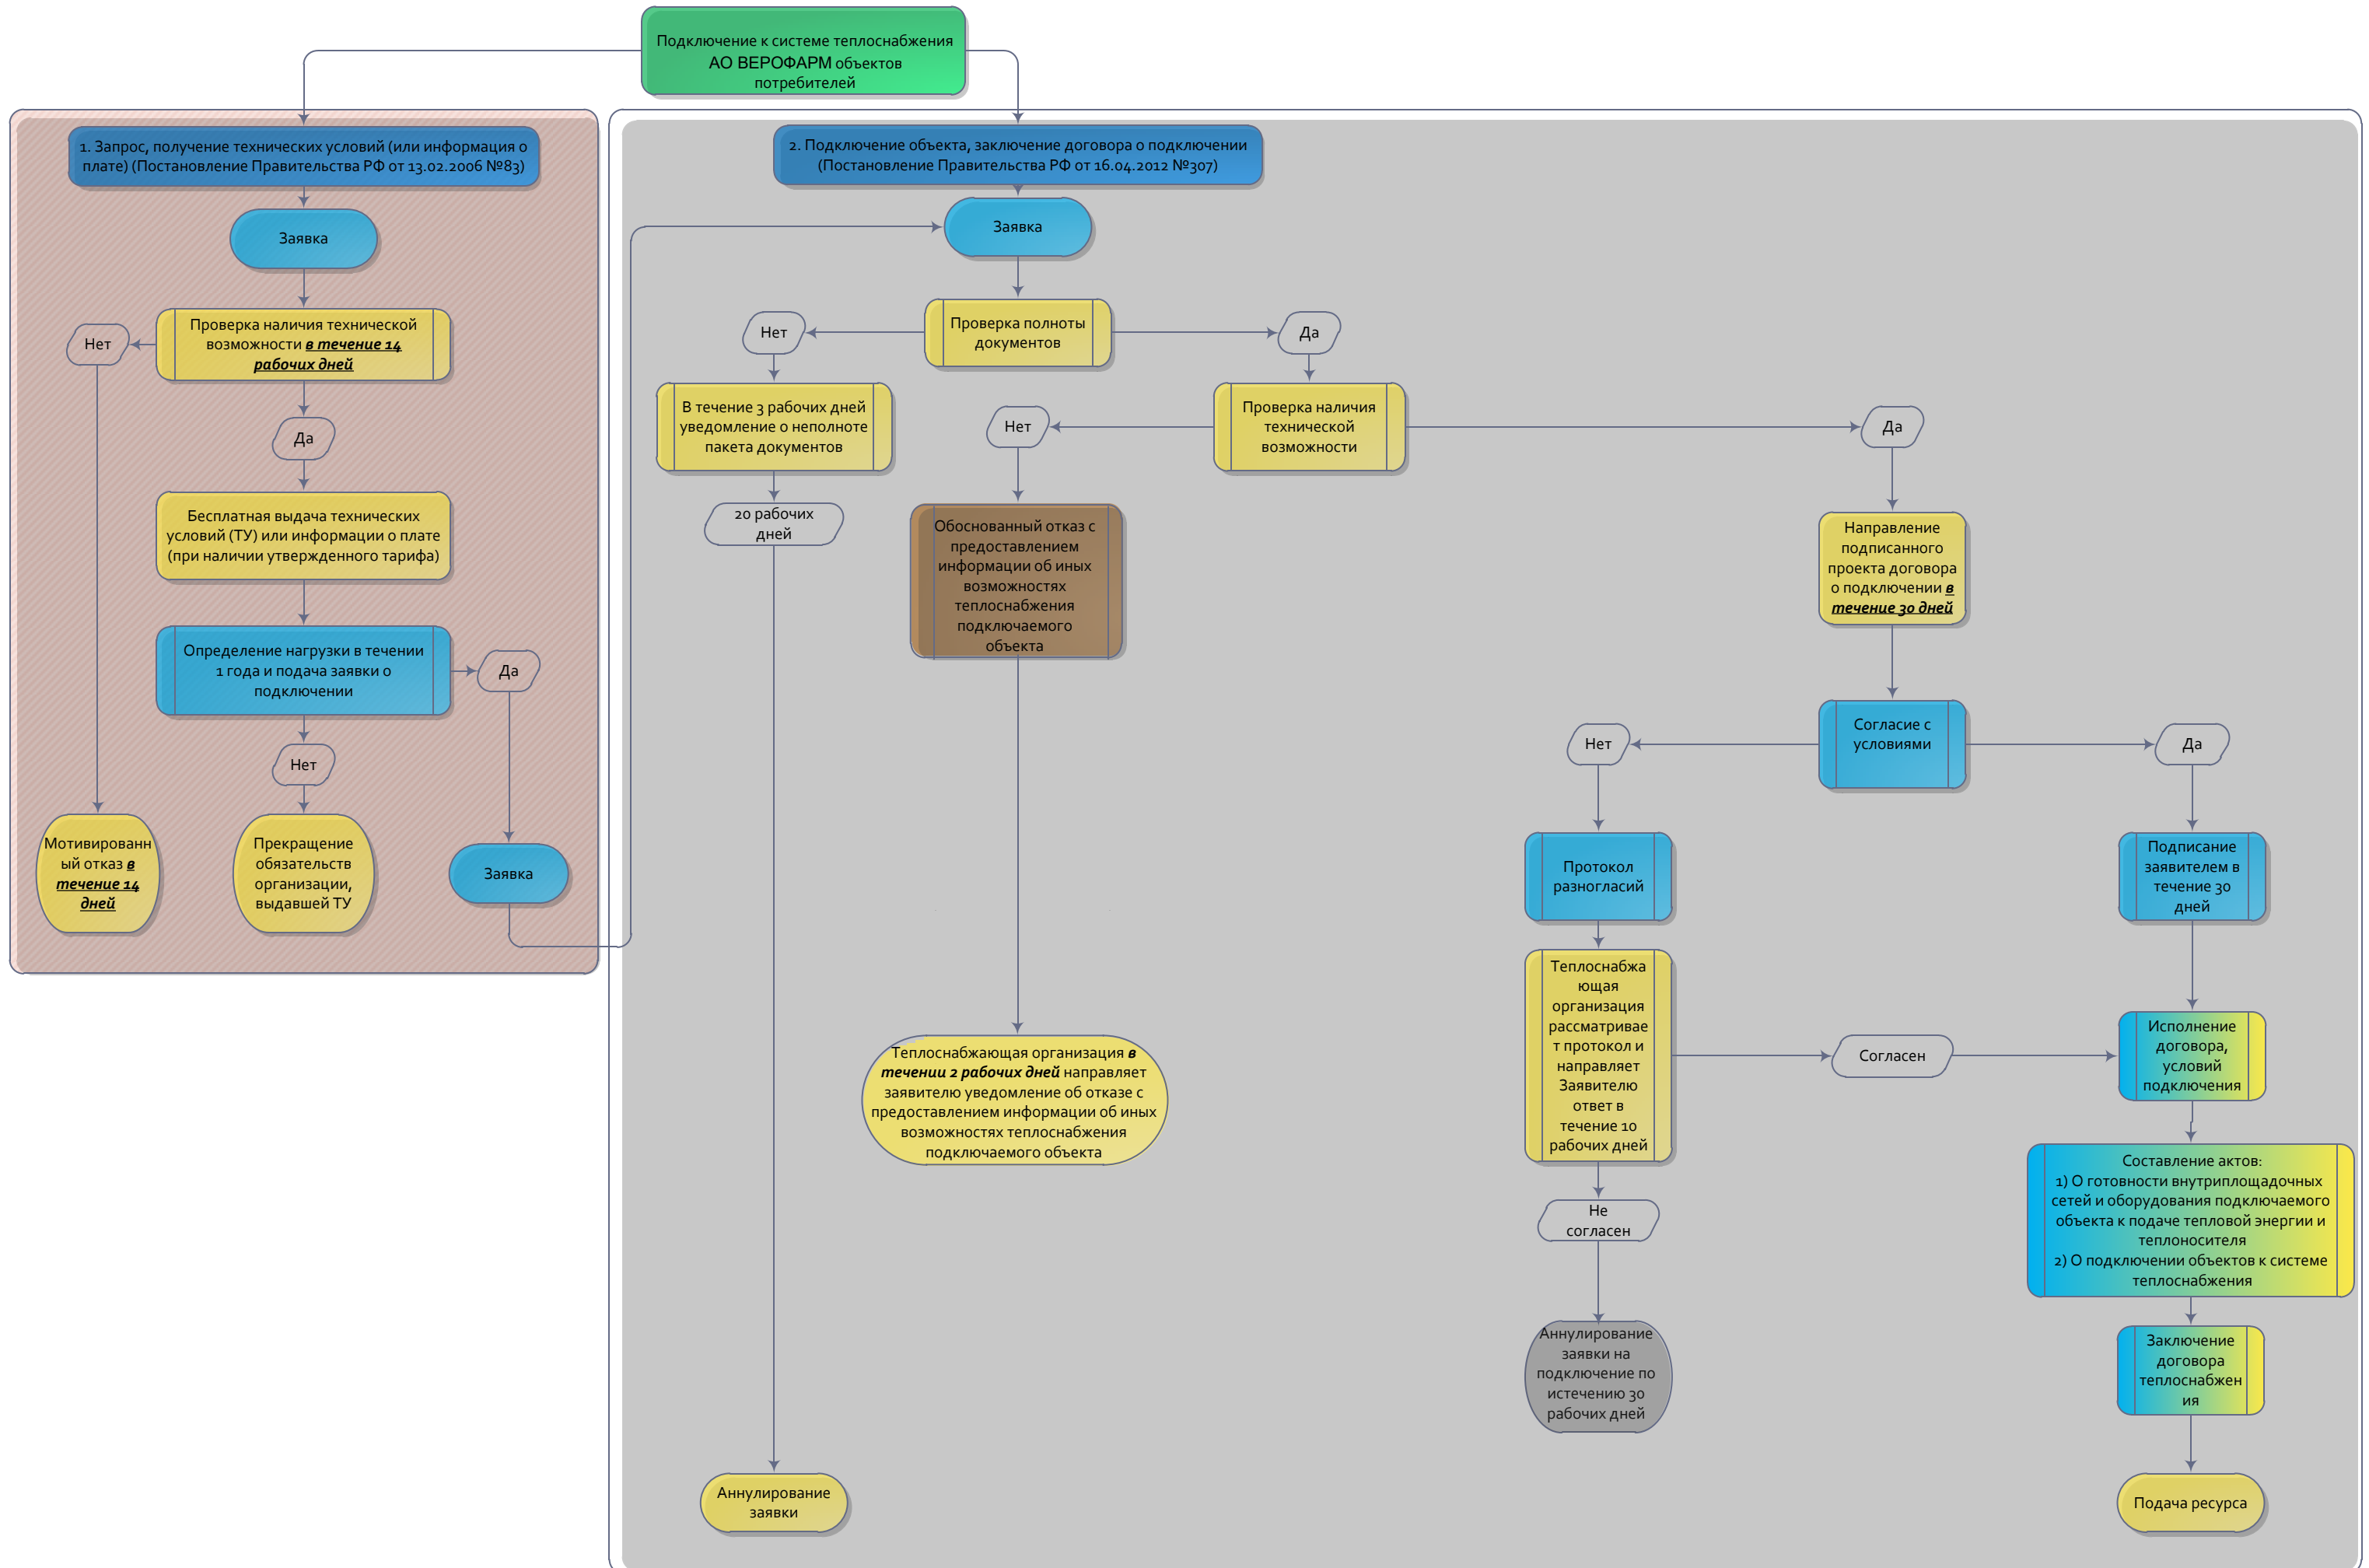 Подключение к системе теплоснабжения
АО ВЕРОФАРМ объектов
потребителей
1. Запрос, получение технических условий (или информация о
плате) (Постановление Правительства РФ от 13.02.2006 №83)
Заявка
Проверка наличия технической
возможности в течение 14
рабочих дней
Нет
Да
Бесплатная выдача технических
условий (ТУ) или информации о плате
(при наличии утвержденного тарифа)
Определение нагрузки в течении
1 года и подача заявки о
подключении
Да
Нет
Мотивированн
ый отказ в
течение 14
дней
Прекращение
обязательств
организации,
выдавшей ТУ
Заявка
2. Подключение объекта, заключение договора о подключении
(Постановление Правительства РФ от 16.04.2012 №307)
Заявка
Проверка полноты
документов
Нет
Да
В течение 3 рабочих дней
уведомление о неполноте
пакета документов
20 рабочих
дней
Проверка наличия
технической
возможности
Нет
Да
Обоснованный отказ с
предоставлением
информации об иных
возможностях
теплоснабжения
подключаемого
объекта
Направление
подписанного
проекта договора
о подключении в
течение 30 дней
Согласие с
условиями
Нет
Да
Протокол
разногласий
Подписание
заявителем в
течение 30
дней
Теплоснабжа
ющая
организация
рассматривае
т протокол и
направляет
Заявителю
ответ в
течение 10
рабочих дней
Согласен
Исполнение
договора,
условий
подключения
Теплоснабжающая организация в
течении 2 рабочих дней направляет
заявителю уведомление об отказе с
предоставлением информации об иных
возможностях теплоснабжения
подключаемого объекта
Не
согласен
Составление актов:
1) О готовности внутриплощадочных
сетей и оборудования подключаемого
объекта к подаче тепловой энергии и
теплоносителя
2) О подключении объектов к системе
теплоснабжения
Аннулирование
заявки на
подключение по
истечению 30
рабочих дней
Заключение
договора
теплоснабжен
ия
Аннулирование
заявки
Подача ресурса